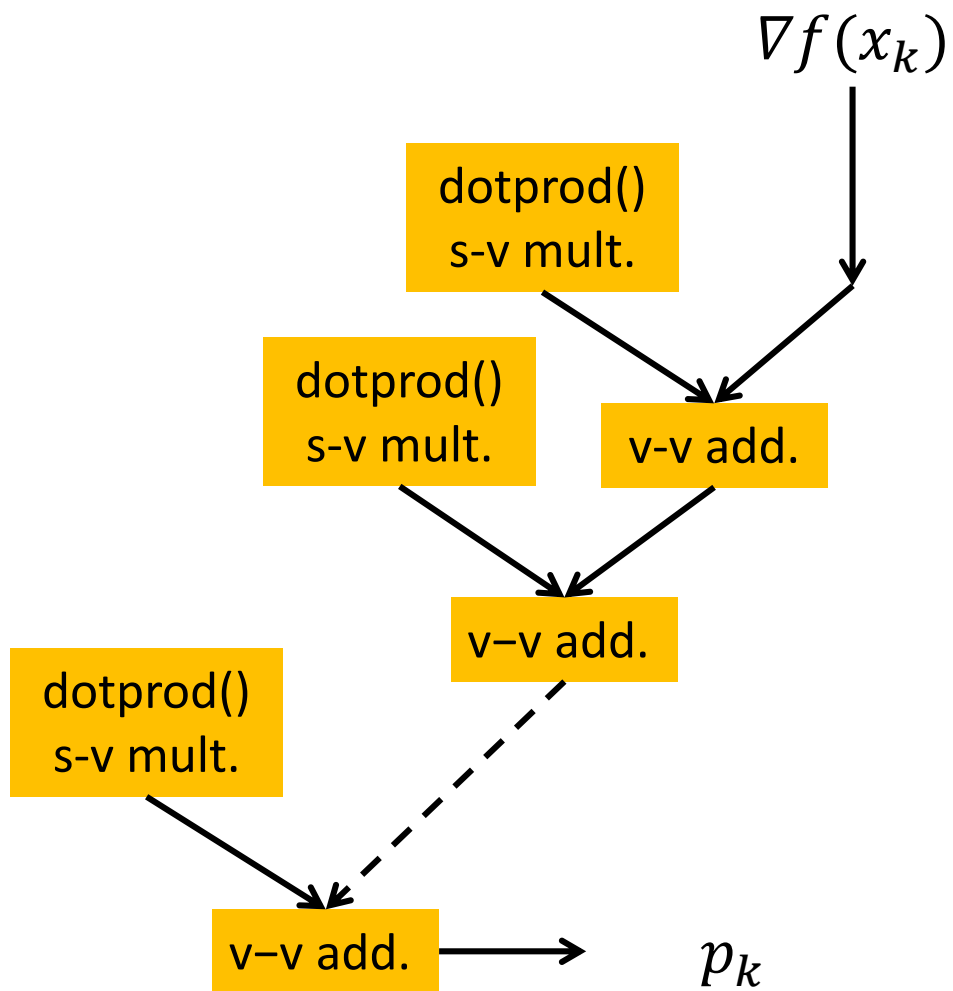 ∇f(x_k)
dotprod()
s-v mult.
dotprod()
s-v mult.
v-v add.
v−v add.
dotprod()
s-v mult.
v−v add.
p_k